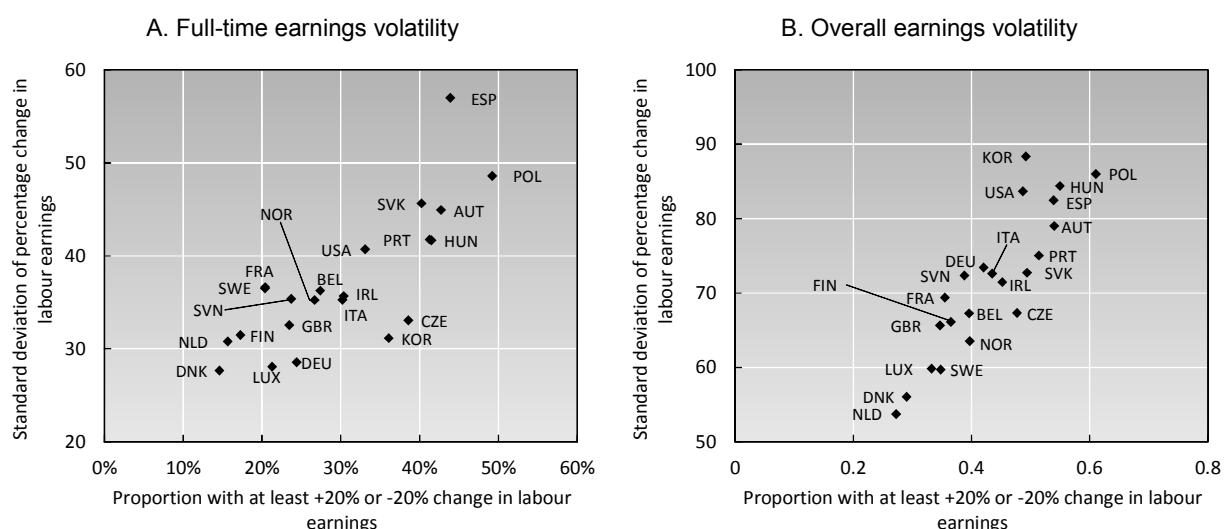 A. Full-time earnings volatility
Standard deviation of percentage change in
labour earnings
60
50
40
30
20
ESP
POL
SVK
AUT
NOR
PRT
HUN
USA
FRA
BEL
SWE
IRL
SVN
ITA
CZE
GBR
FIN
KOR
NLD
DEU
DNK
LUX
0%
10%
20%
30%
40%
50%
60%
Proportion with at least +20% or -20% change in labour
earnings
B. Overall earnings volatility
Standard deviation of percentage change in
labour earnings
100
90
80
70
60
50
KOR
POL
HUN
USA
ESP
AUT
ITA
PRT
DEU
SVN
SVK
FIN
IRL
FRA
BEL
CZE
GBR
NOR
LUX
SWE
DNK
NLD
0
0.2
0.4
0.6
0.8
Proportion with at least +20% or -20% change in labour
earnings